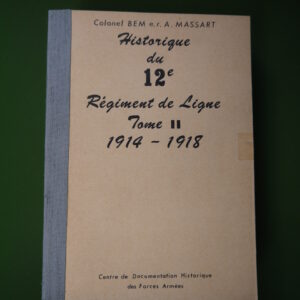 Colonel BEM e.r. A. MASSART
Historique
du
12e
Régiment de Ligne
Tome II
1914 - 1918
Centre de Documentation Historique
des Forces Armées